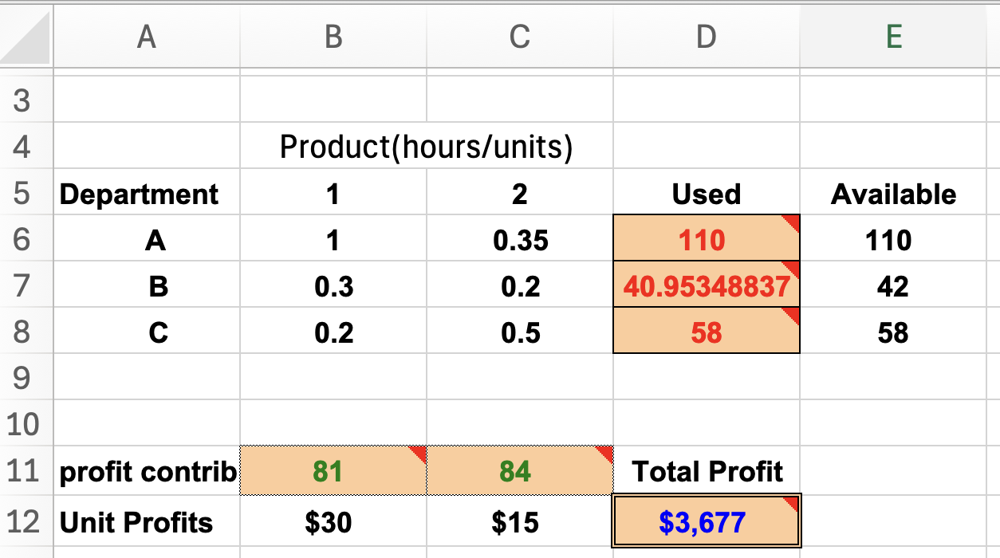 A B C D E
3
4 Product(hours/units)
5 Department 1 2 Used Available
6 A 1 0.35 110 110
7 B 0.3 0.2 40.95348837 42
8 C 0.2 0.5 58 58
9
10
11 profit contrib 81 84 Total Profit
12 Unit Profits $30 $15 $3,677